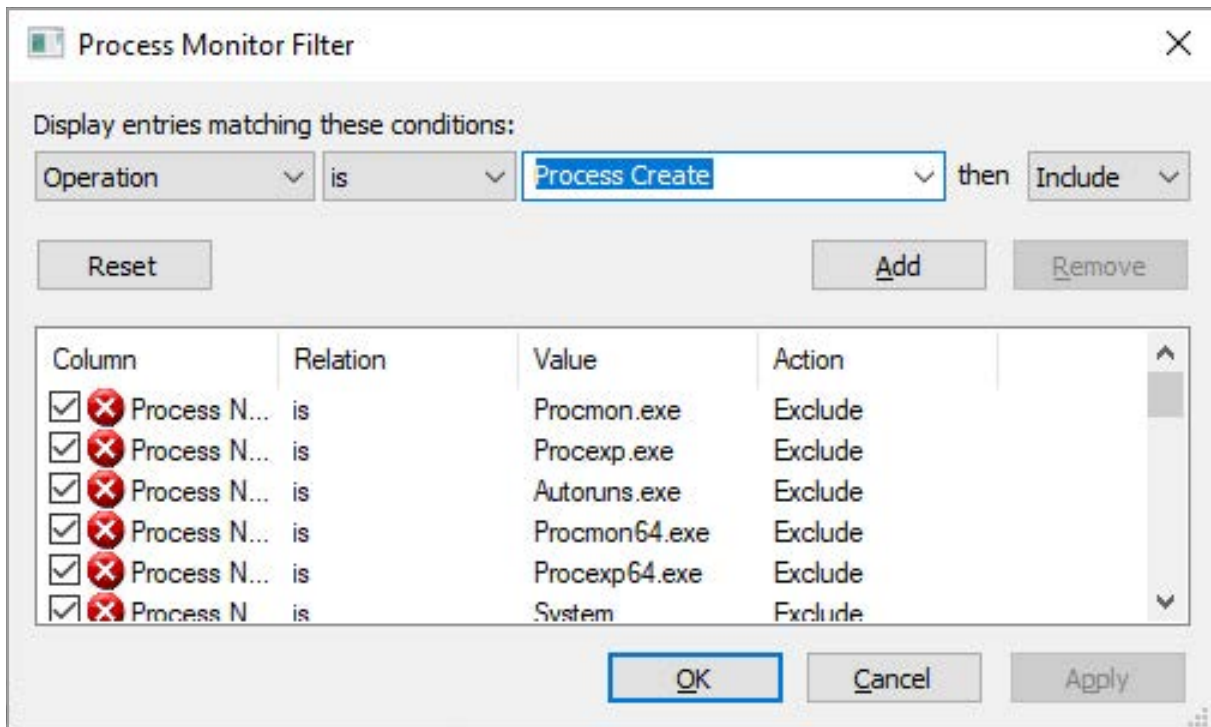 Process Monitor Filter
Display entries matching these conditions:
Operation is Process Create then Include
Reset Add Remove
Column Relation Value Action
Process N... is Procmon.exe Exclude
Process N... is Procexp.exe Exclude
Process N... is Autoruns.exe Exclude
Process N... is Procmon64.exe Exclude
Process N... is Procexp64.exe Exclude
Process N is System Exclude
OK Cancel Apply